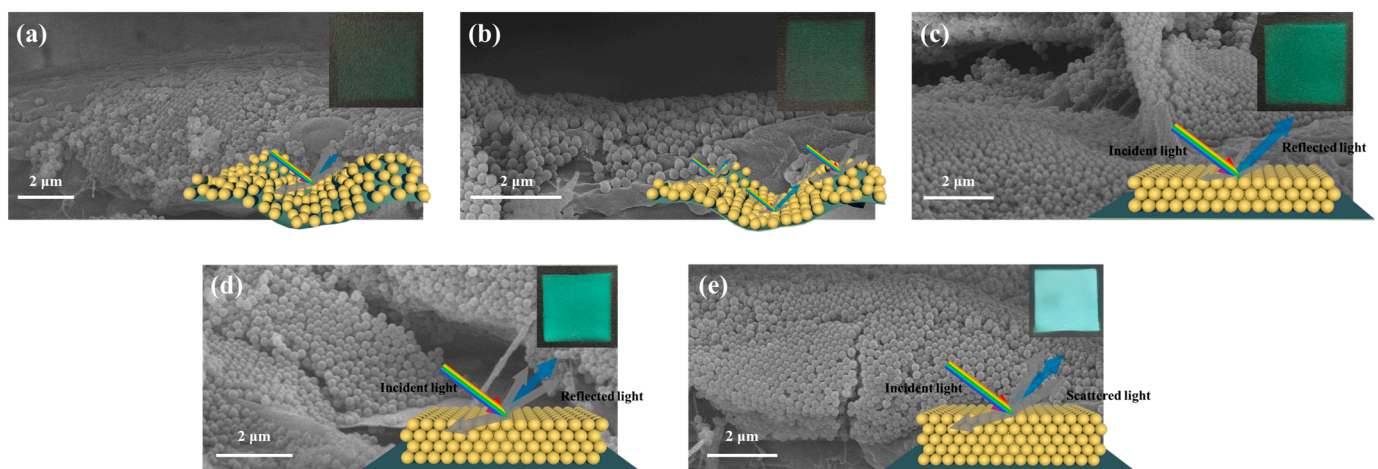 (a)
2 μm
(b)
2 μm
(c)
Incident light
Reflected light
2 μm
(d)
Incident light
Reflected light
2 μm
(e)
Incident light
Scattered light
2 μm